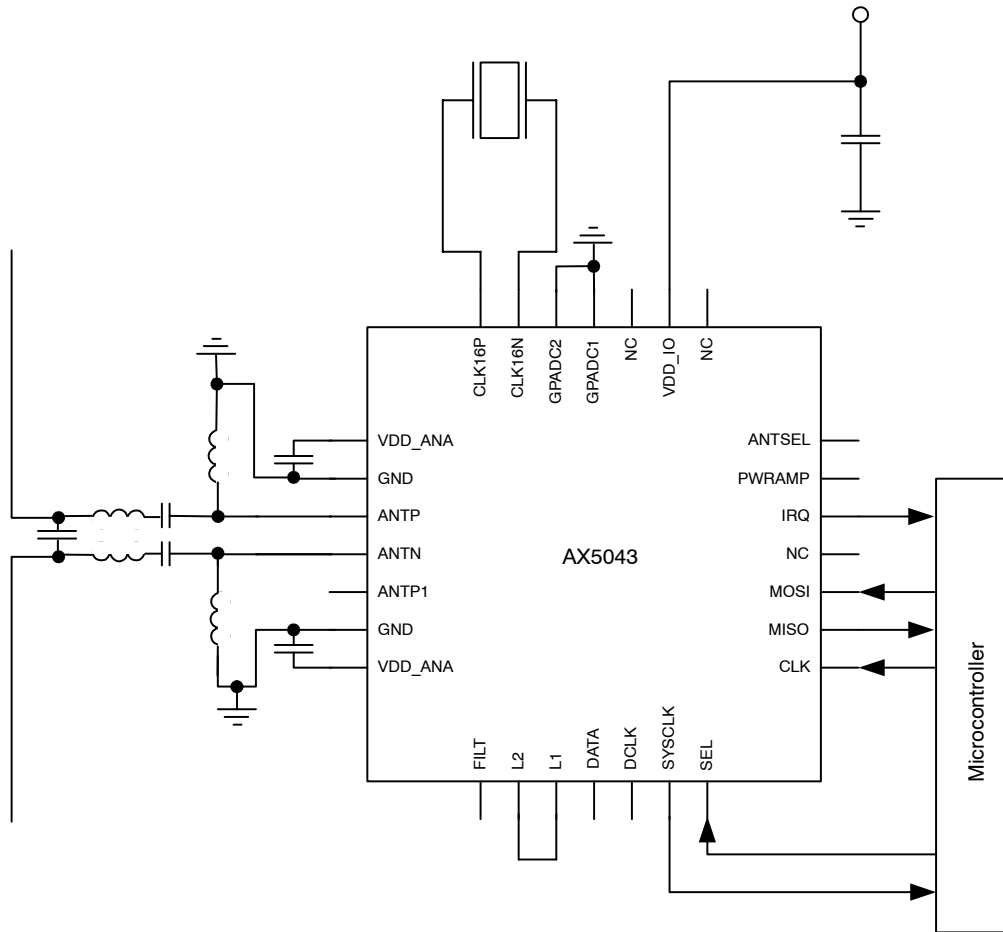 CLK16P
CLK16N
GPADC2
GPADC1
NC
VDD_IO
NC
VDD_ANA
GND
ANTP
ANTN
ANTP1
GND
VDD_ANA
AX5043
ANTSEL
PWRAMP
IRQ
NC
MOSI
MISO
CLK
FILT
L2
L1
DATA
DCLK
SYSCLK
SEL
Microcontroller